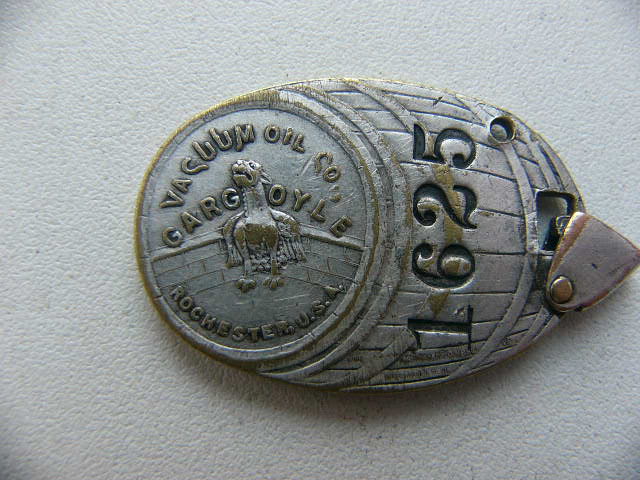 VACUUM OIL CO.,
GARGOYLE
ROCHESTER, U.S.A.
1625